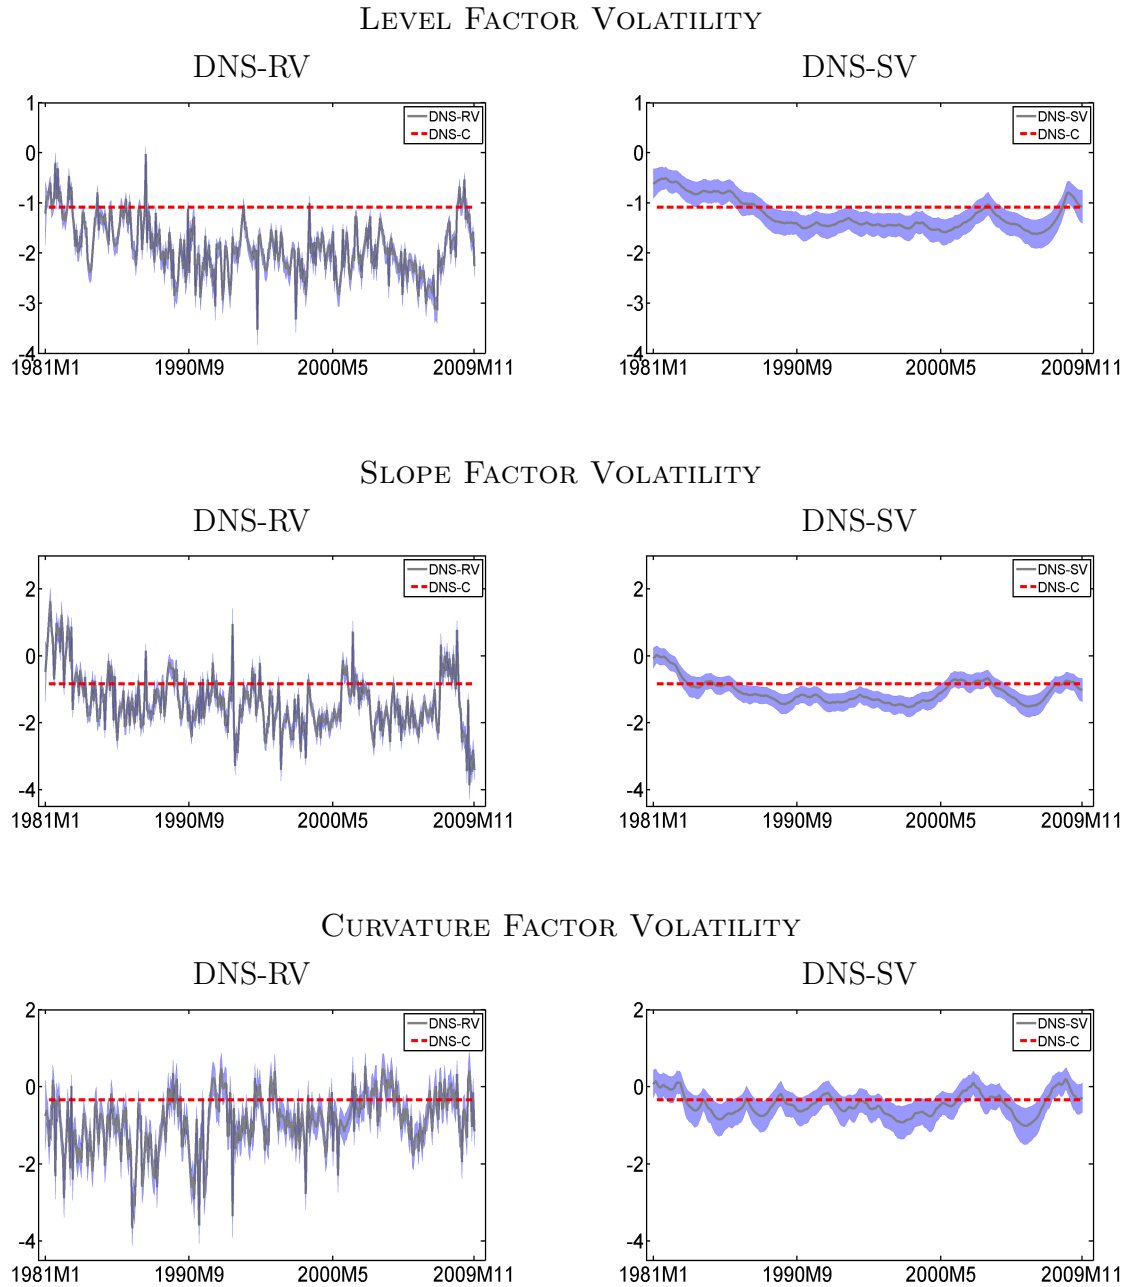 LEVEL FACTOR VOLATILITY
DNS-RV
DNS-SV
1
0
-1
-2
-3
-4
1981M1 1990M9 2000M5 2009M11
DNS-RV
DNS-C
1
0
-1
-2
-3
-4
1981M1 1990M9 2000M5 2009M11
DNS-SV
DNS-C
SLOPE FACTOR VOLATILITY
DNS-RV
DNS-SV
2
0
-2
-4
1981M1 1990M9 2000M5 2009M11
DNS-RV
DNS-C
2
0
-2
-4
1981M1 1990M9 2000M5 2009M11
DNS-SV
DNS-C
CURVATURE FACTOR VOLATILITY
DNS-RV
DNS-SV
2
0
-2
-4
1981M1 1990M9 2000M5 2009M11
DNS-RV
DNS-C
2
0
-2
-4
1981M1 1990M9 2000M5 2009M11
DNS-SV
DNS-C